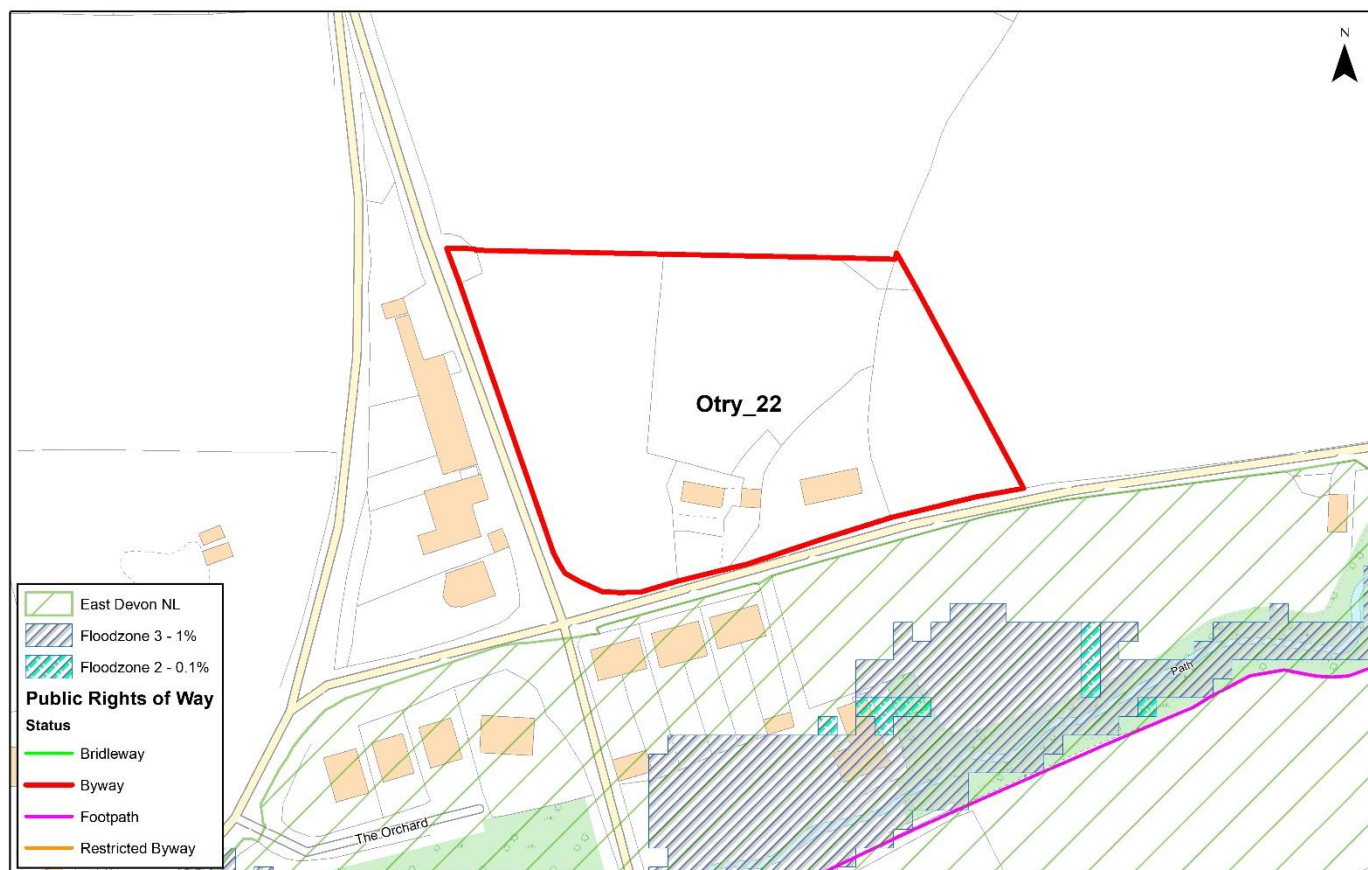 N
Otry_22
Path
The Orchard
East Devon NL
Floodzone 3 - 1%
Floodzone 2 - 0.1%
Public Rights of Way
Status
Bridleway
Byway
Footpath
Restricted Byway